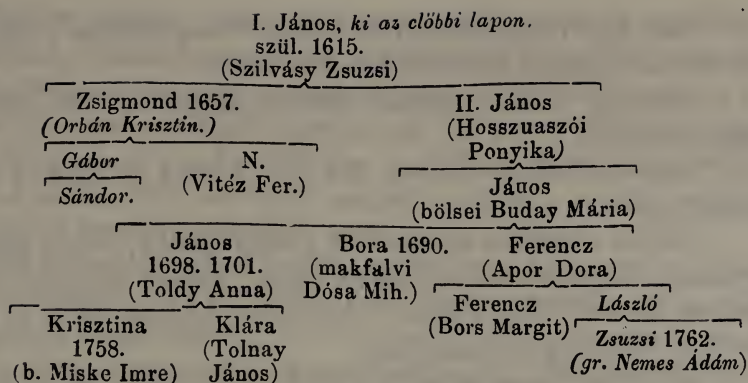 I. János, ki az clöbbi lapon.
szül. 1615.
(Szilvásy Zsuzsi)
Zsigmond 1657. II. János
(Orbán Krisztin.) (Hosszuaszói
Gábor N. Ponyika)
Sándor. (Vitéz Fer.) János
(bölsei Buday Mária)
János Bora 1690. Ferencz
1698. 1701. (makfalvi (Apor Dora)
(Toldy Anna) Dósa Mih.) Ferencz László
Krisztina Klára (Bors Margit) Zsuzsi 1762.
1758. (Tolnay (gr. Nemes Ádám)
(b. Miske Imre) János)